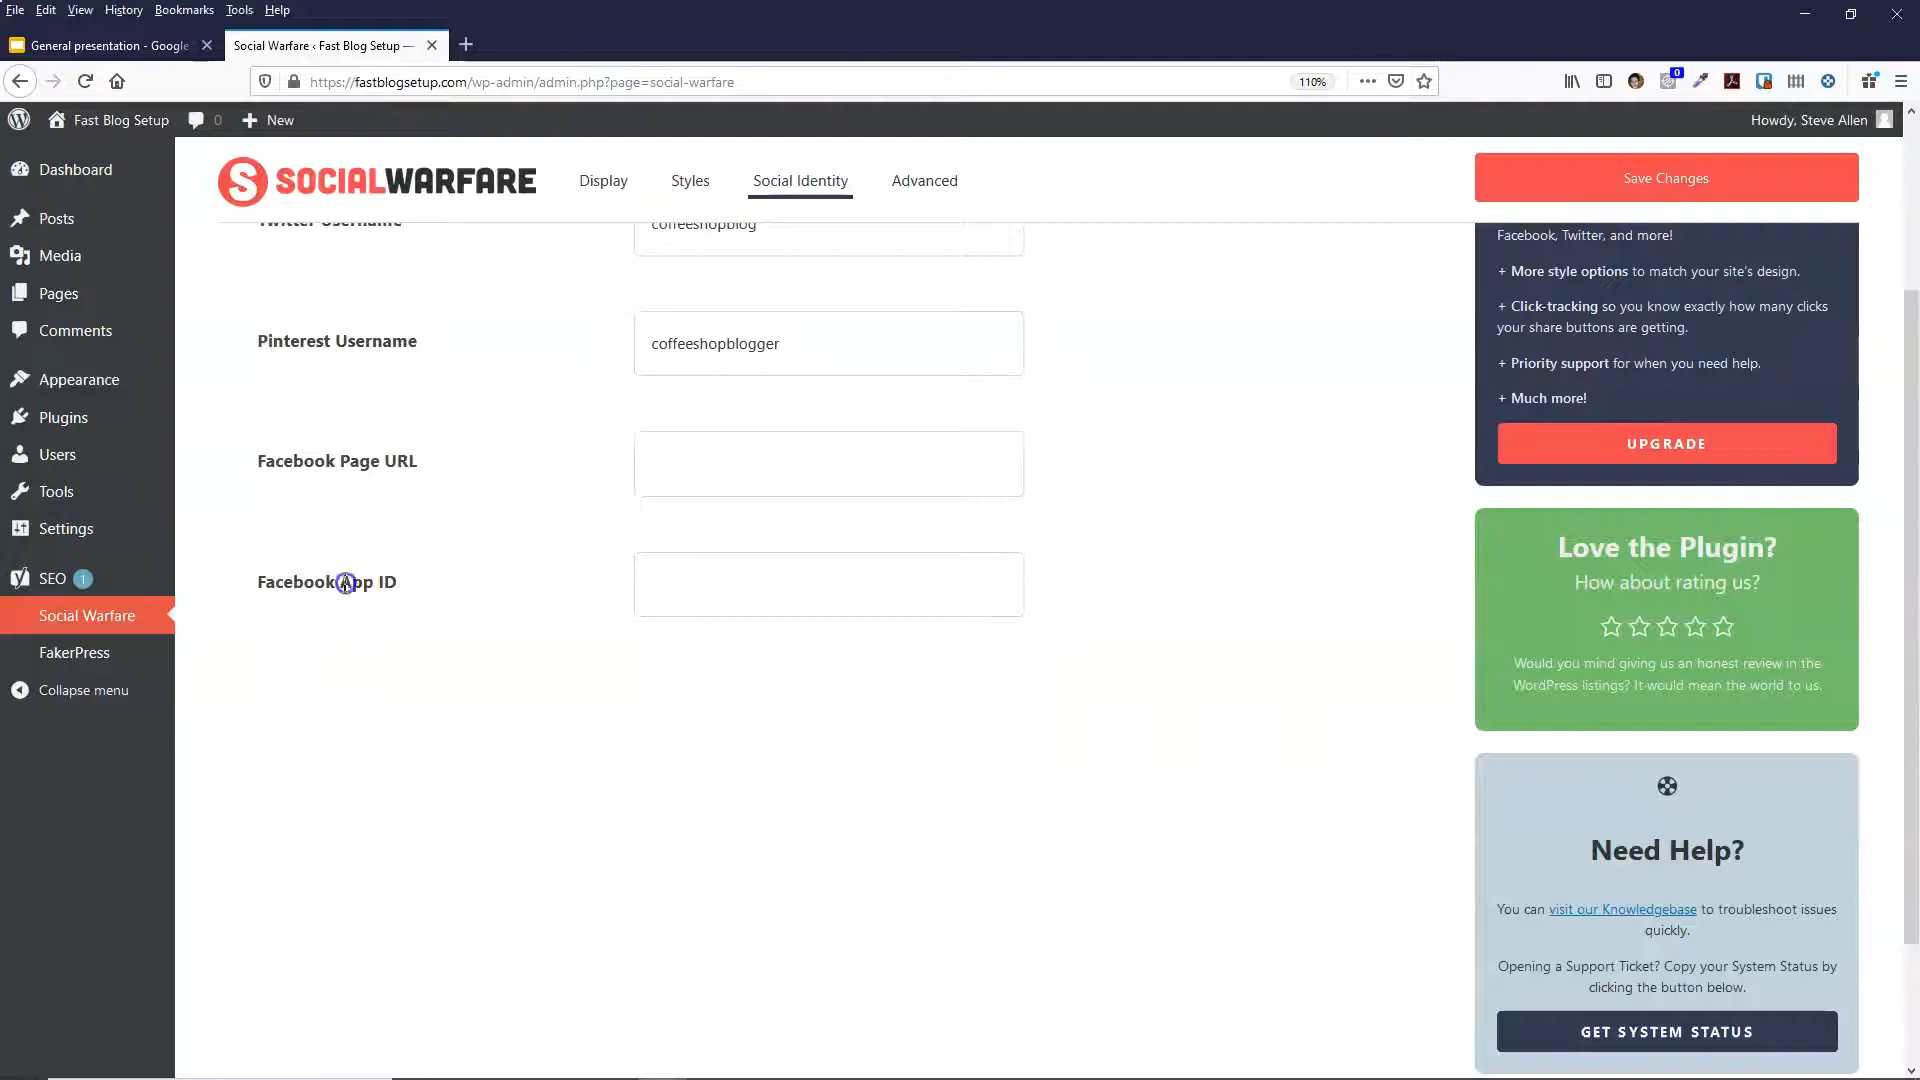 File Edit View History Bookmarks Tools Help
General presentation - Google
Social Warfare ‹ Fast Blog Setup —
https://fastblogsetup.com/wp-admin/admin.php?page=social-warfare
110%
0
Fast Blog Setup
0
New
Howdy, Steve Allen
Dashboard
Posts
Media
Pages
Comments
Appearance
Plugins
Users
Tools
Settings
SEO 1
Social Warfare
FakerPress
Collapse menu
SOCIALWARFARE
Display
Styles
Social Identity
Advanced
Save Changes
Twitter Username
coffeeshopblog
Pinterest Username
coffeeshopblogger
Facebook Page URL
Facebook App ID
Facebook, Twitter, and more!
+ More style options to match your site's design.
+ Click-tracking so you know exactly how many clicks
your share buttons are getting.
+ Priority support for when you need help.
+ Much more!
UPGRADE
Love the Plugin?
How about rating us?
Would you mind giving us an honest review in the
WordPress listings? It would mean the world to us.
Need Help?
You can visit our Knowledgebase to troubleshoot issues
quickly.
Opening a Support Ticket? Copy your System Status by
clicking the button below.
GET SYSTEM STATUS